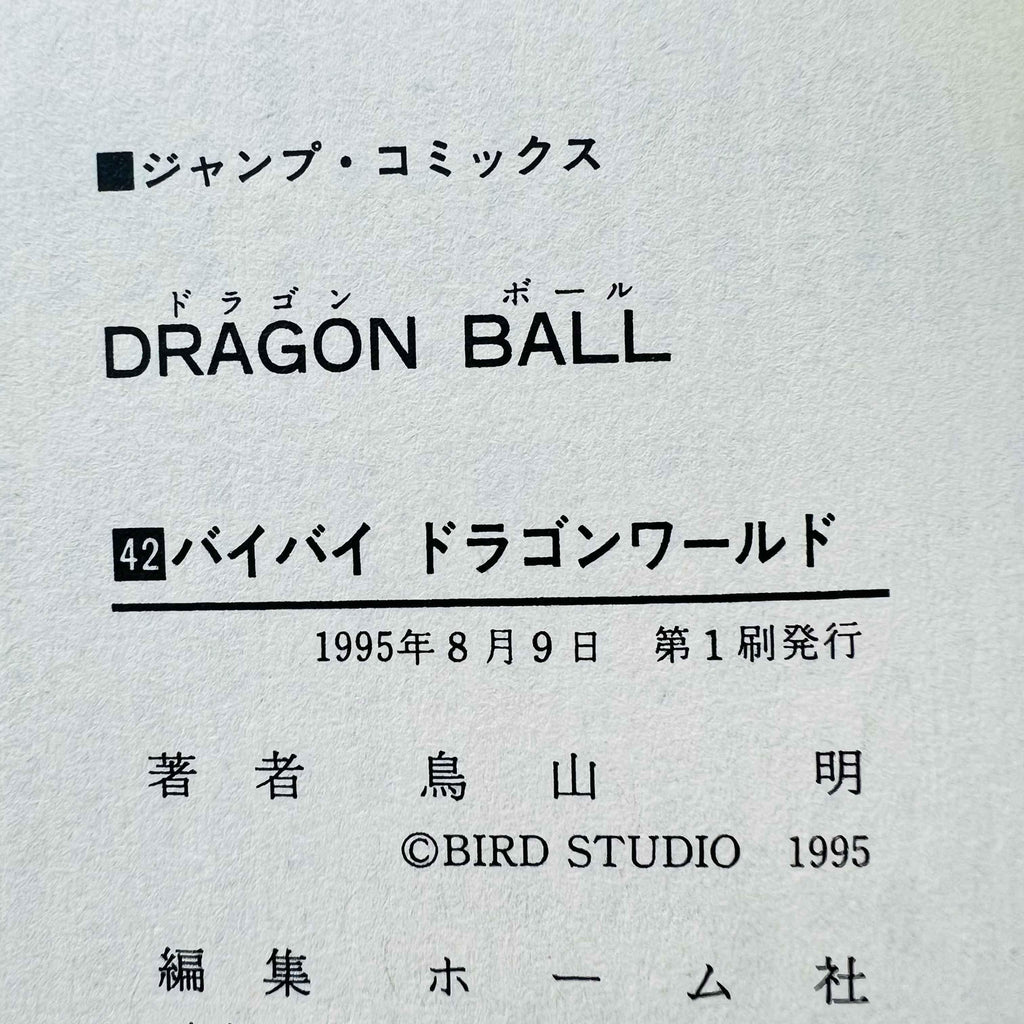 ■ジャンプ・コミックス
ドラゴン ボール
DRAGON BALL
42バイバイ ドラゴンワールド
1995年8月9日 第1刷発行
著者 鳥山 明
©BIRD STUDIO 1995
編集 ホーム社